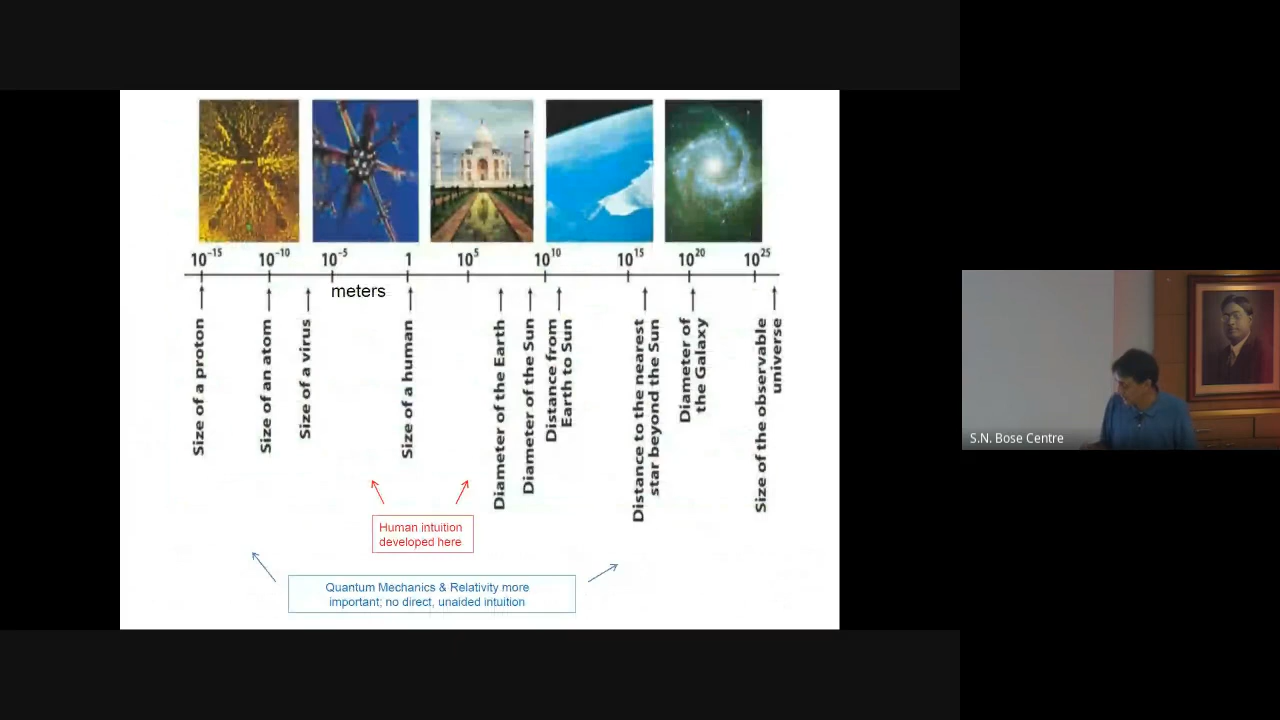 10⁻¹⁵ 10⁻¹⁰ 10⁻⁵ 1 10⁵ 10¹⁰ 10¹⁵ 10²⁰ 10²⁵
meters
Size of a proton
Size of an atom
Size of a virus
Size of a human
Diameter of the Earth
Diameter of the Sun
Distance from
Earth to Sun
Distance to the nearest
star beyond the Sun
Diameter of
the Galaxy
Size of the observable
universe
Human intuition
developed here
Quantum Mechanics & Relativity more
important; no direct, unaided intuition
S.N. Bose Centre